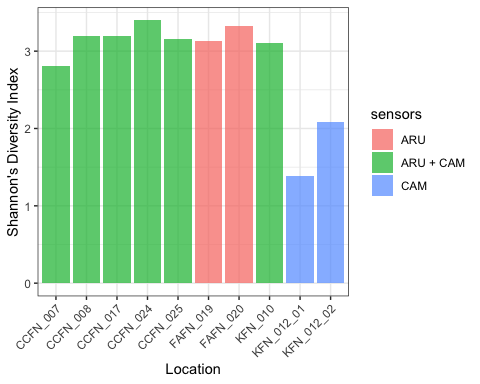 Shannon's Diversity Index
3
2
1
0
CCFN_007
CCFN_008
CCFN_017
CCFN_024
CCFN_025
FAFN_019
FAFN_020
KFN_010
KFN_012_01
KFN_012_02
Location
sensors
ARU
ARU + CAM
CAM